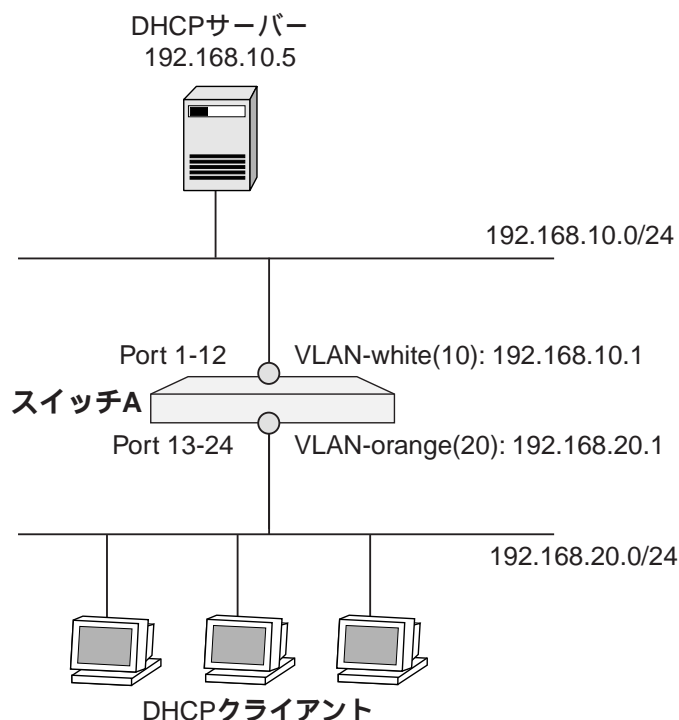 DHCPサーバー
192.168.10.5
192.168.10.0/24
Port 1-12
VLAN-white(10): 192.168.10.1
スイッチA
Port 13-24
VLAN-orange(20): 192.168.20.1
192.168.20.0/24
DHCPクライアント